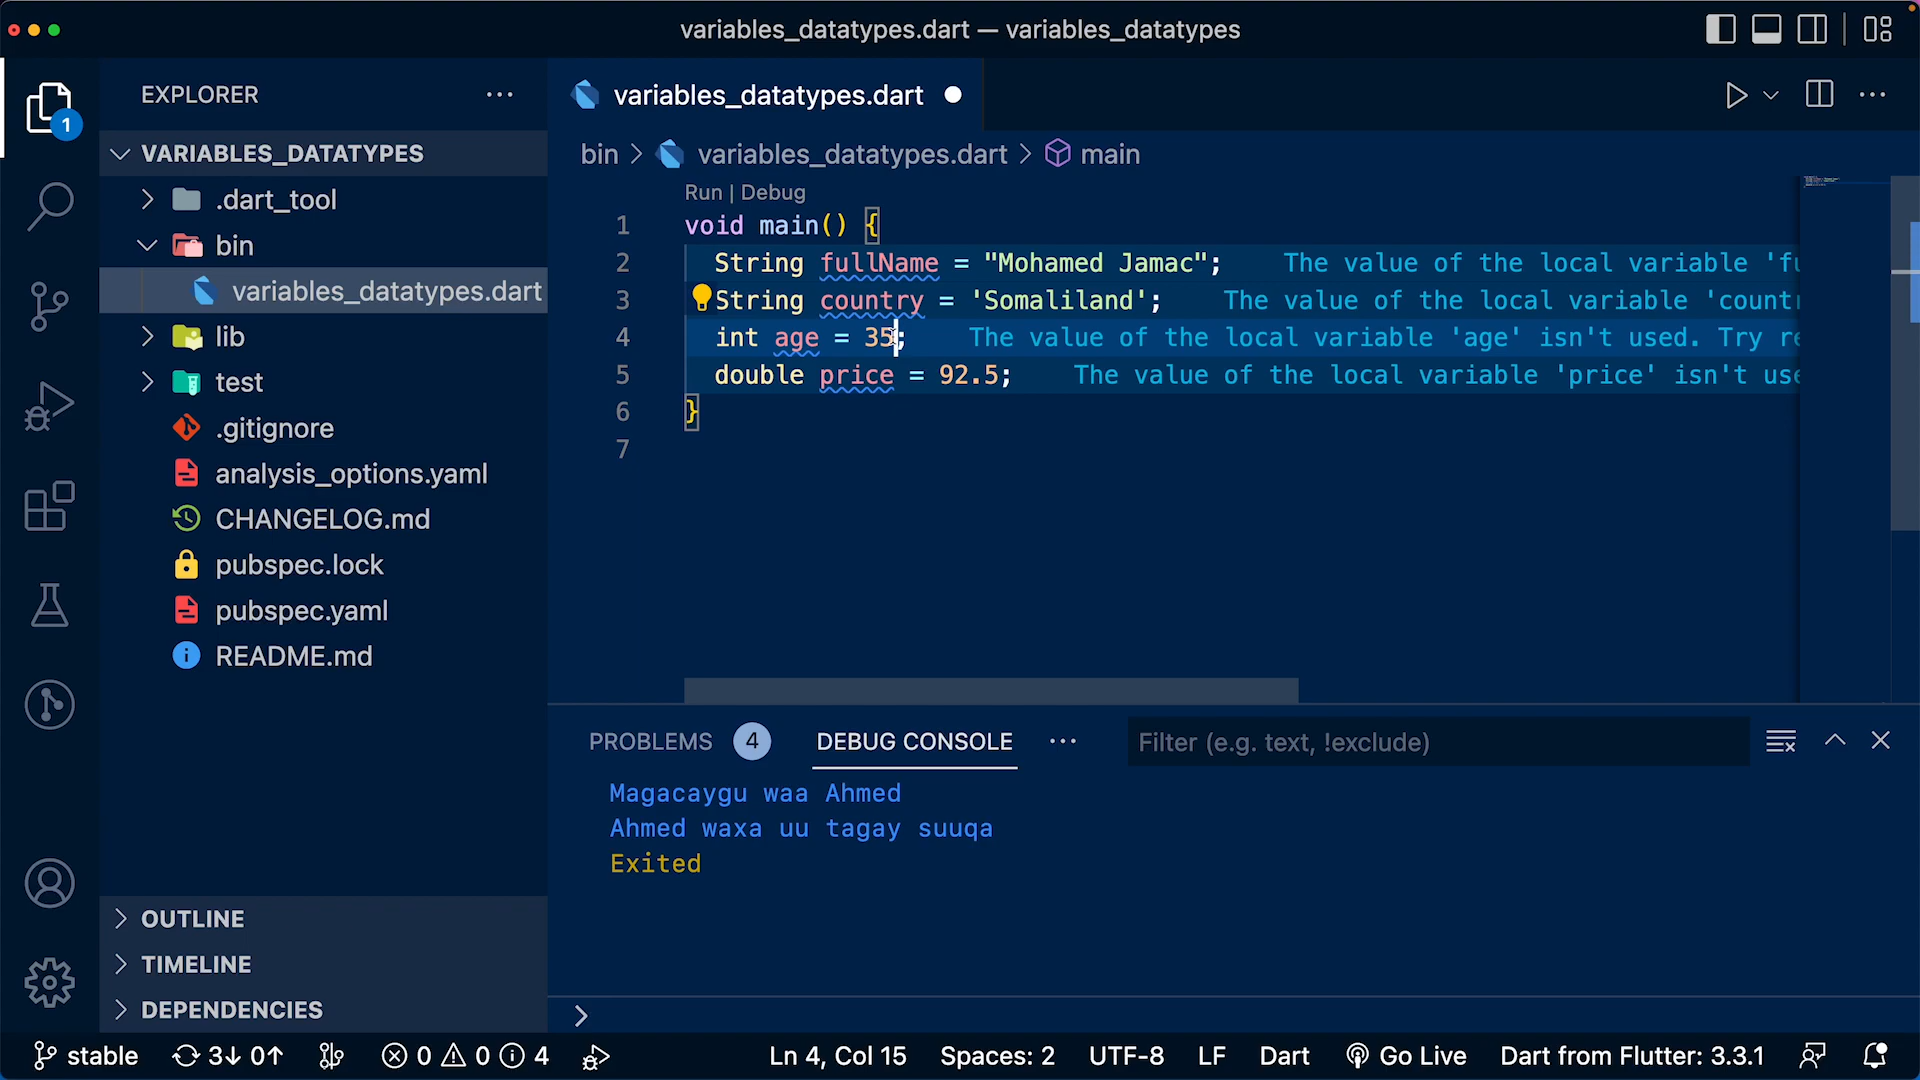 variables_datatypes.dart — variables_datatypes
EXPLORER
1
VARIABLES_DATATYPES
.dart_tool
bin
variables_datatypes.dart
lib
test
.gitignore
analysis_options.yaml
CHANGELOG.md
pubspec.lock
pubspec.yaml
README.md
OUTLINE
TIMELINE
DEPENDENCIES
variables_datatypes.dart
bin > variables_datatypes.dart > main
Run | Debug
1 void main() {
2 String fullName = "Mohamed Jamac"; The value of the local variable 'fu
3 String country = 'Somaliland'; The value of the local variable 'countr
4 int age = 35; The value of the local variable 'age' isn't used. Try re
5 double price = 92.5; The value of the local variable 'price' isn't use
6 }
7
PROBLEMS 4 DEBUG CONSOLE ··· Filter (e.g. text, !exclude)
Magacaygu waa Ahmed
Ahmed waxa uu tagay suuqa
Exited
>
stable 3↓ 0↑ 0 0 4 Ln 4, Col 15 Spaces: 2 UTF-8 LF Dart Go Live Dart from Flutter: 3.3.1